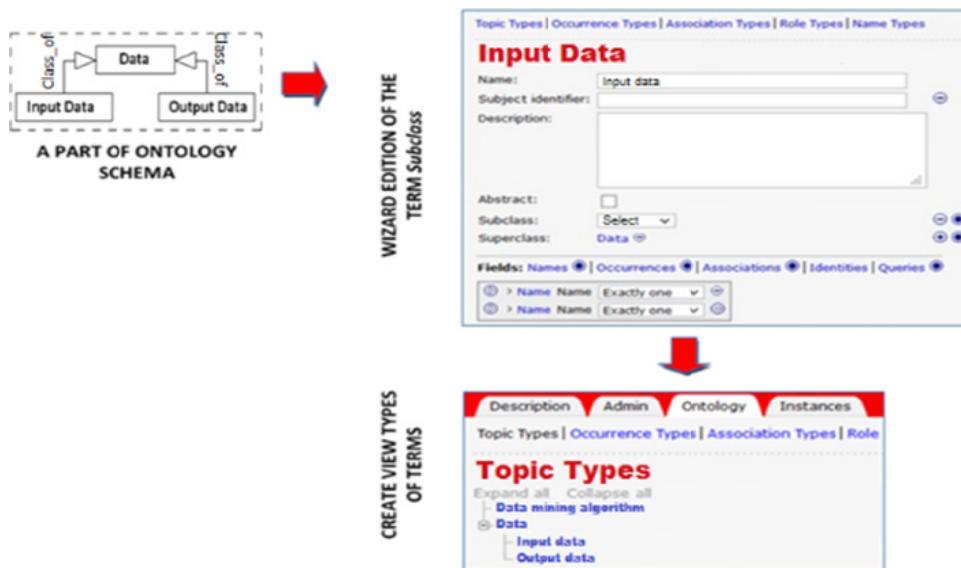 Class_of
Class_of
Data
Input Data
Output Data
A PART OF ONTOLOGY
SCHEMA
WIZARD EDITION OF THE
TERM Subclass
Topic Types | Occurrence Types | Association Types | Role Types | Name Types
Input Data
Name: Input data
Subject identifier:
Description:
Abstract:
Subclass: Select
Superclass: Data
Fields: Names | Occurrences | Associations | Identities | Queries
> Name Name Exactly one
> Name Name Exactly one
CREATE VIEW TYPES
OF TERMS
Description Admin Ontology Instances
Topic Types | Occurrence Types | Association Types | Role
Topic Types
Expand all Collapse all
Data mining algorithm
Data
Input data
Output data